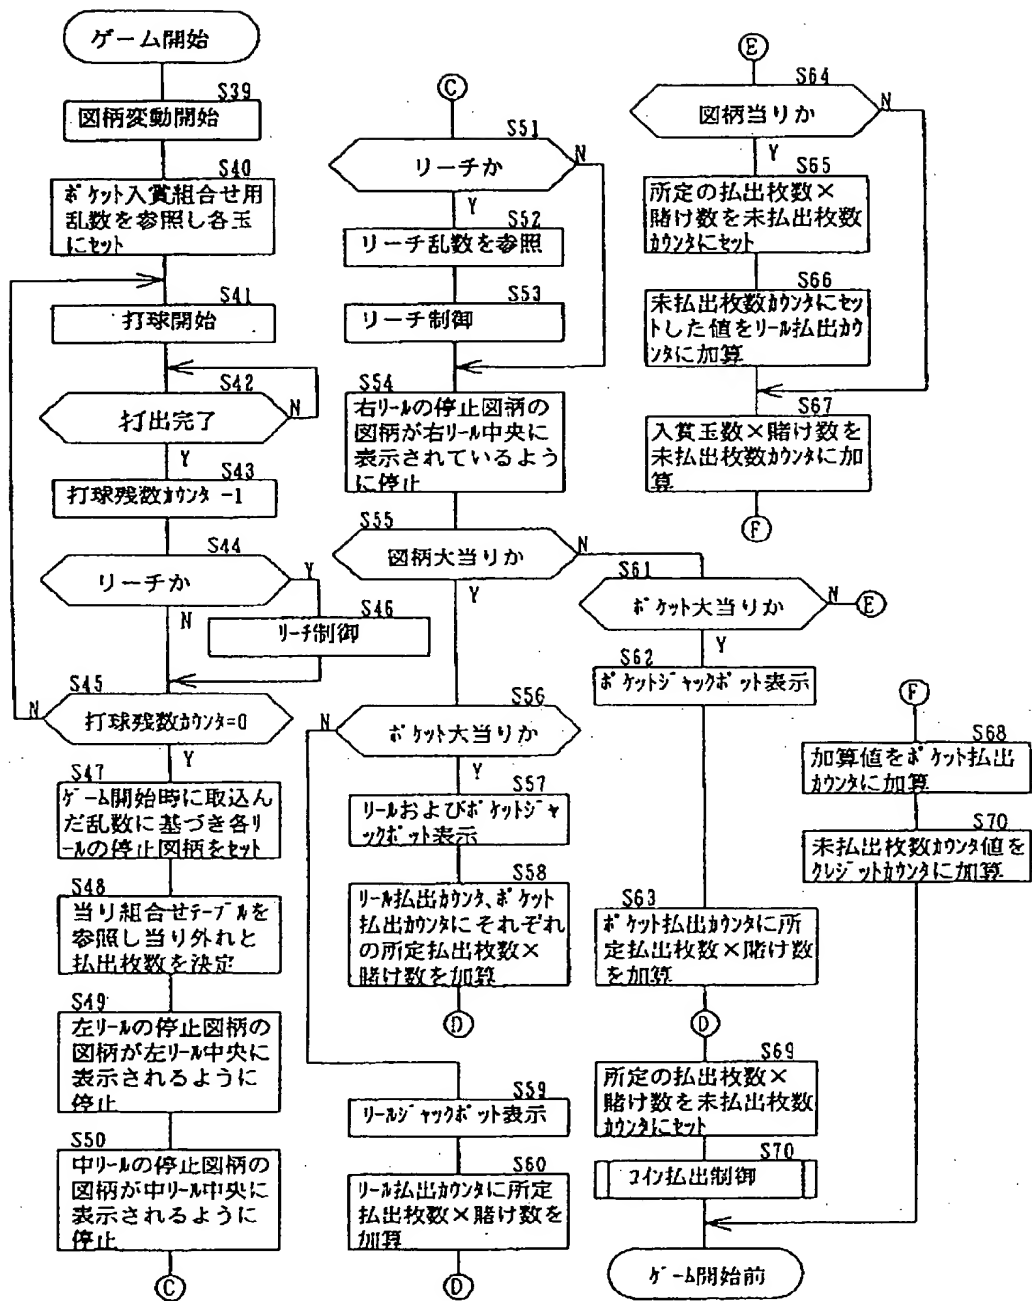 ゲーム開始
S39
図柄変動開始
S40
ポケット入賞組合せ用
乱数を参照し各玉
にセット
S41
打球開始
S42
打出完了
N
Y
S43
打球残数カウンタ -1
S44
リーチか
Y
N
S46
リーチ制御
S45
N
打球残数カウンタ=0
Y
S47
ゲーム開始時に取込ん
だ乱数に基づき各リ
ールの停止図柄をセット
S48
当り組合せテーブルを
参照し当り外れと
払出枚数を決定
S49
左リールの停止図柄の
図柄が左リール中央に
表示されるように
停止
S50
中リールの停止図柄の
図柄が中リール中央に
表示されるように
停止
C
C
S51
リーチか
N
Y
S52
リーチ乱数を参照
S53
リーチ制御
S54
右リールの停止図柄の
図柄が右リール中央に
表示されているよう
に停止
S55
図柄大当りか
N
Y
S56
N
ポケット大当りか
Y
S57
リールおよびポケットジャ
ックポット表示
S58
リール払出カウンタ、ポケット
払出カウンタにそれぞれ
の所定払出枚数×
賭け数を加算
D
S59
リールジャックポット表示
S60
リール払出カウンタに所定
払出枚数×賭け数を
加算
D
E
S64
図柄当りか
N
Y
S65
所定の払出枚数×
賭け数を未払出枚数
カウンタにセット
S66
未払出枚数カウンタにセッ
トした値をリール払出カウ
ンタに加算
S67
入賞玉数×賭け数を
未払出枚数カウンタに加
算
F
S61
ポケット大当りか
N
E
Y
S62
ポケットジャックポット表示
S63
ポケット払出カウンタに所
定払出枚数×賭け数
を加算
D
S69
所定の払出枚数×
賭け数を未払出枚数
カウンタにセット
S70
コイン払出制御
ゲーム開始前
F
S68
加算値をポケット払出
カウンタに加算
S70
未払出枚数カウンタ値を
クレジットカウンタに加算